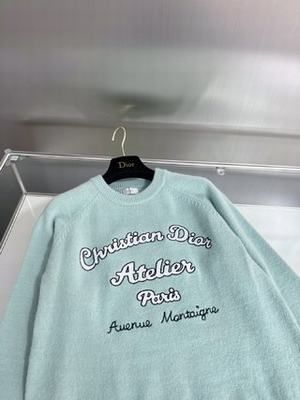 Dior
Christian Dior
Atelier
Paris
Avenue Montaigne